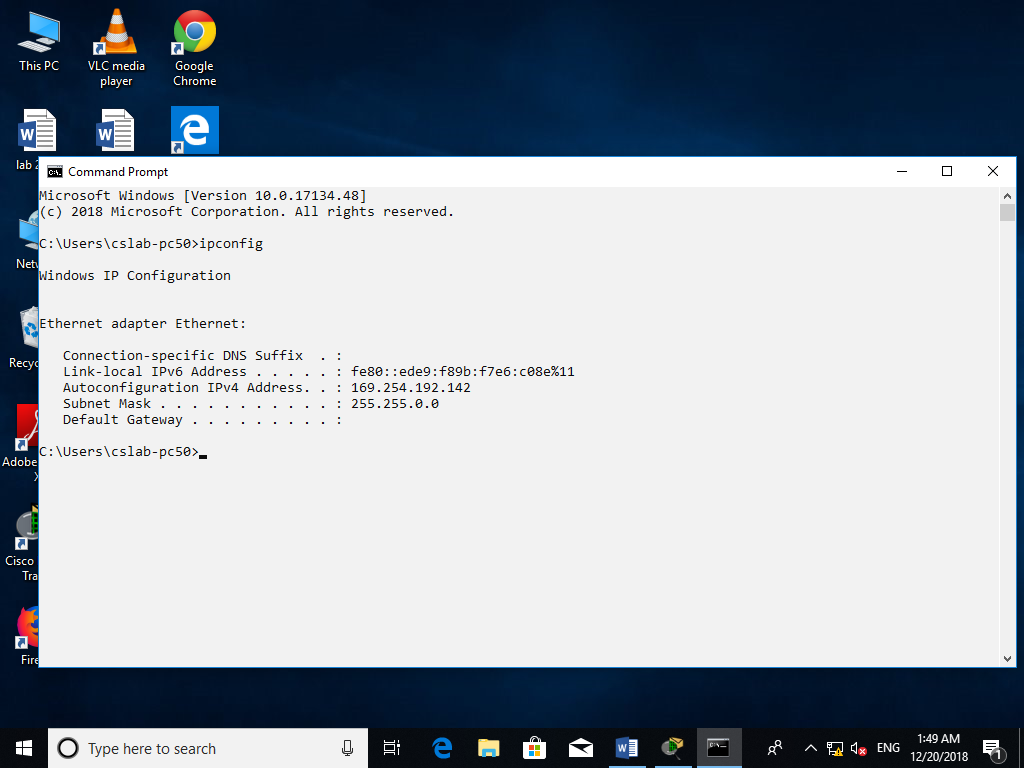 This PC
VLC media
player
Google
Chrome
lab 2
Command Prompt
Microsoft Windows [Version 10.0.17134.48]
(c) 2018 Microsoft Corporation. All rights reserved.
C:\Users\cslab-pc50>ipconfig
Windows IP Configuration
Ethernet adapter Ethernet:
Connection-specific DNS Suffix . :
Link-local IPv6 Address . . . . . : fe80::ede9:f89b:f7e6:c08e%11
Autoconfiguration IPv4 Address. . : 169.254.192.142
Subnet Mask . . . . . . . . . . . : 255.255.0.0
Default Gateway . . . . . . . . . :
C:\Users\cslab-pc50>
Netw
Recyc
Adobe
X
Cisco
Tra
Fire
Type here to search
ENG
1:49 AM
12/20/2018
1